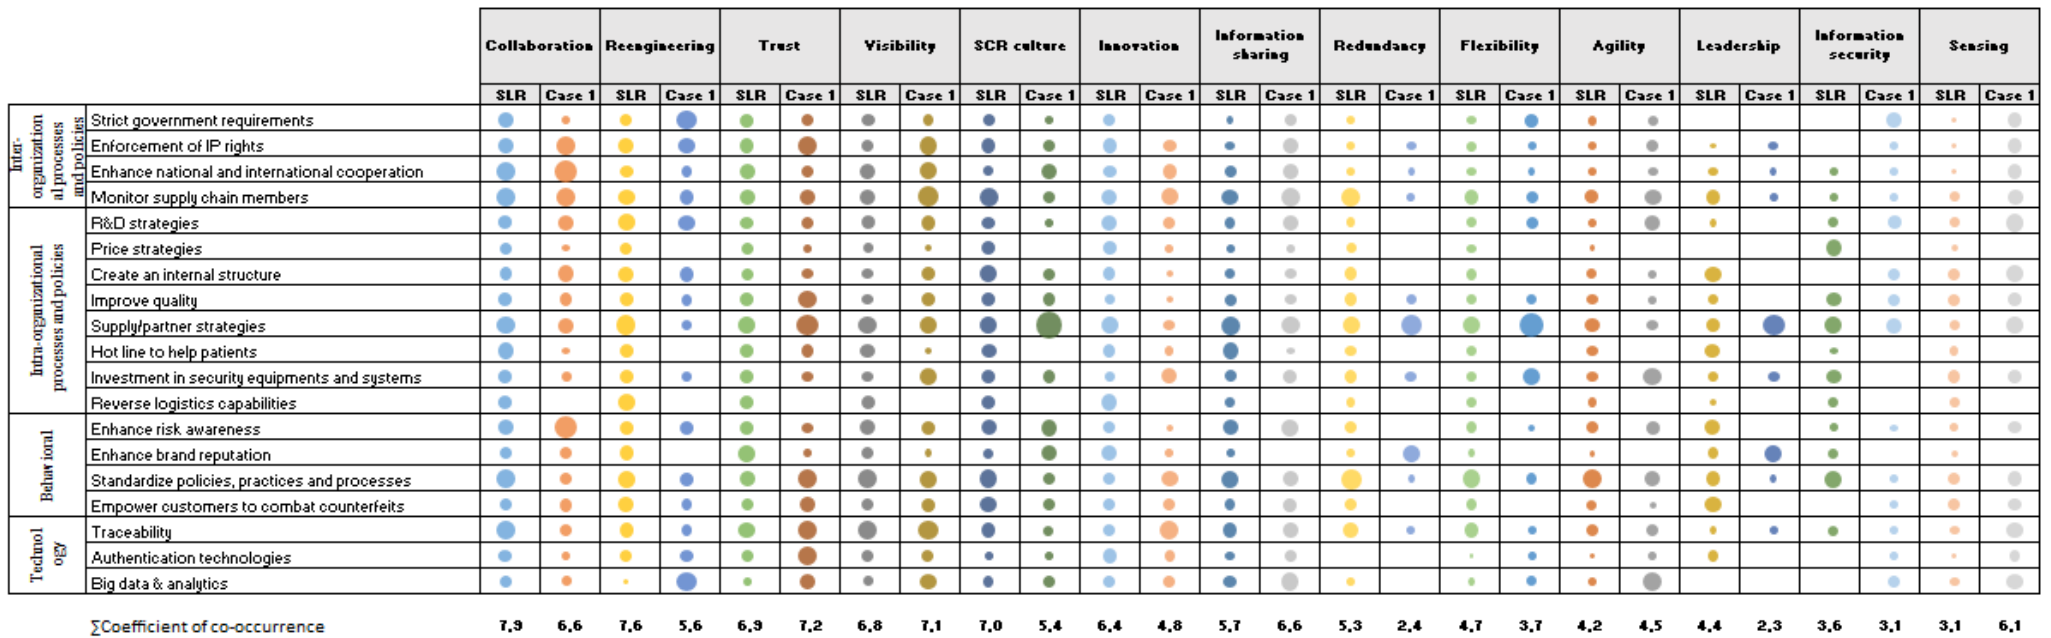 Collaboration Reengineering Trust Visibility SCR culture Innovation Information sharing Redundancy Flexibility Agility Leadership Information security Sensing
SLR Case 1 SLR Case 1 SLR Case 1 SLR Case 1 SLR Case 1 SLR Case 1 SLR Case 1 SLR Case 1 SLR Case 1 SLR Case 1 SLR Case 1 SLR Case 1 SLR Case 1
Inter-
organization
al processes
and policies
Strict government requirements
Enforcement of IP rights
Enhance national and international cooperation
Monitor supply chain members
Intra-organizational
processes and policies
R&D strategies
Price strategies
Create an internal structure
Improve quality
Supply/partner strategies
Hot line to help patients
Investment in security equipments and systems
Reverse logistics capabilities
Behavioral
Enhance risk awareness
Enhance brand reputation
Standardize policies, practices and processes
Empower customers to combat counterfeits
Technol
ogy
Traceability
Authentication technologies
Big data & analytics
∑Coefficient of co-occurrence 7,9 6,6 7,6 5,6 6,9 7,2 6,8 7,1 7,0 5,4 6,4 4,8 5,7 6,6 5,3 2,4 4,7 3,7 4,2 4,5 4,4 2,3 3,6 3,1 3,1 6,1